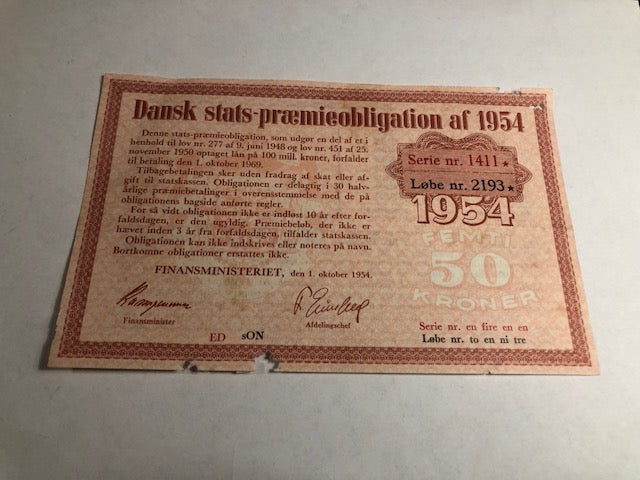 Dansk stats-præmieobligation af 1954
Denne stats-præmieobligation, som udgør en del af et i
henhold til lov nr. 277 af 9. juni 1948 og lov nr. 451 af 25.
november 1950 optaget lån på 100 mill. kroner, forfalder
til betaling den 1. oktober 1969.
Tilbagebetalingen sker uden fradrag af skat eller af-
gift til statskassen. Obligationen er delagtig i 30 halv-
årlige præmiebetalinger i overensstemmelse med de på
obligationens bagside anførte regler.
For så vidt obligationen ikke er indløst 10 år efter for-
faldsdagen, er den ugyldig. Præmiebeløb, der ikke er
hævet inden 3 år fra forfaldsdagen, tilfalder statskassen.
Obligationen kan ikke indskrives eller noteres på navn.
Bortkomne obligationer erstattes ikke.
FINANSMINISTERIET, den 1. oktober 1954.
Finansminister
Afdelingschef
ED sON
Serie nr. 1411★
Løbe nr. 2193★
1954
FEMTI
50
KRONER
Serie nr. en fire en en
Løbe nr. to en ni tre